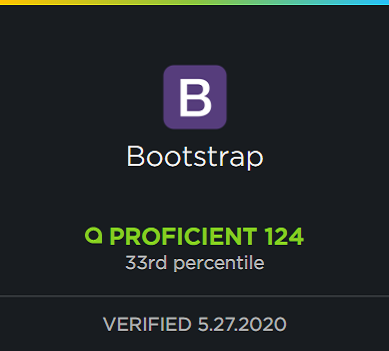 B
Bootstrap
PROFICIENT 124
33rd percentile
VERIFIED 5.27.2020